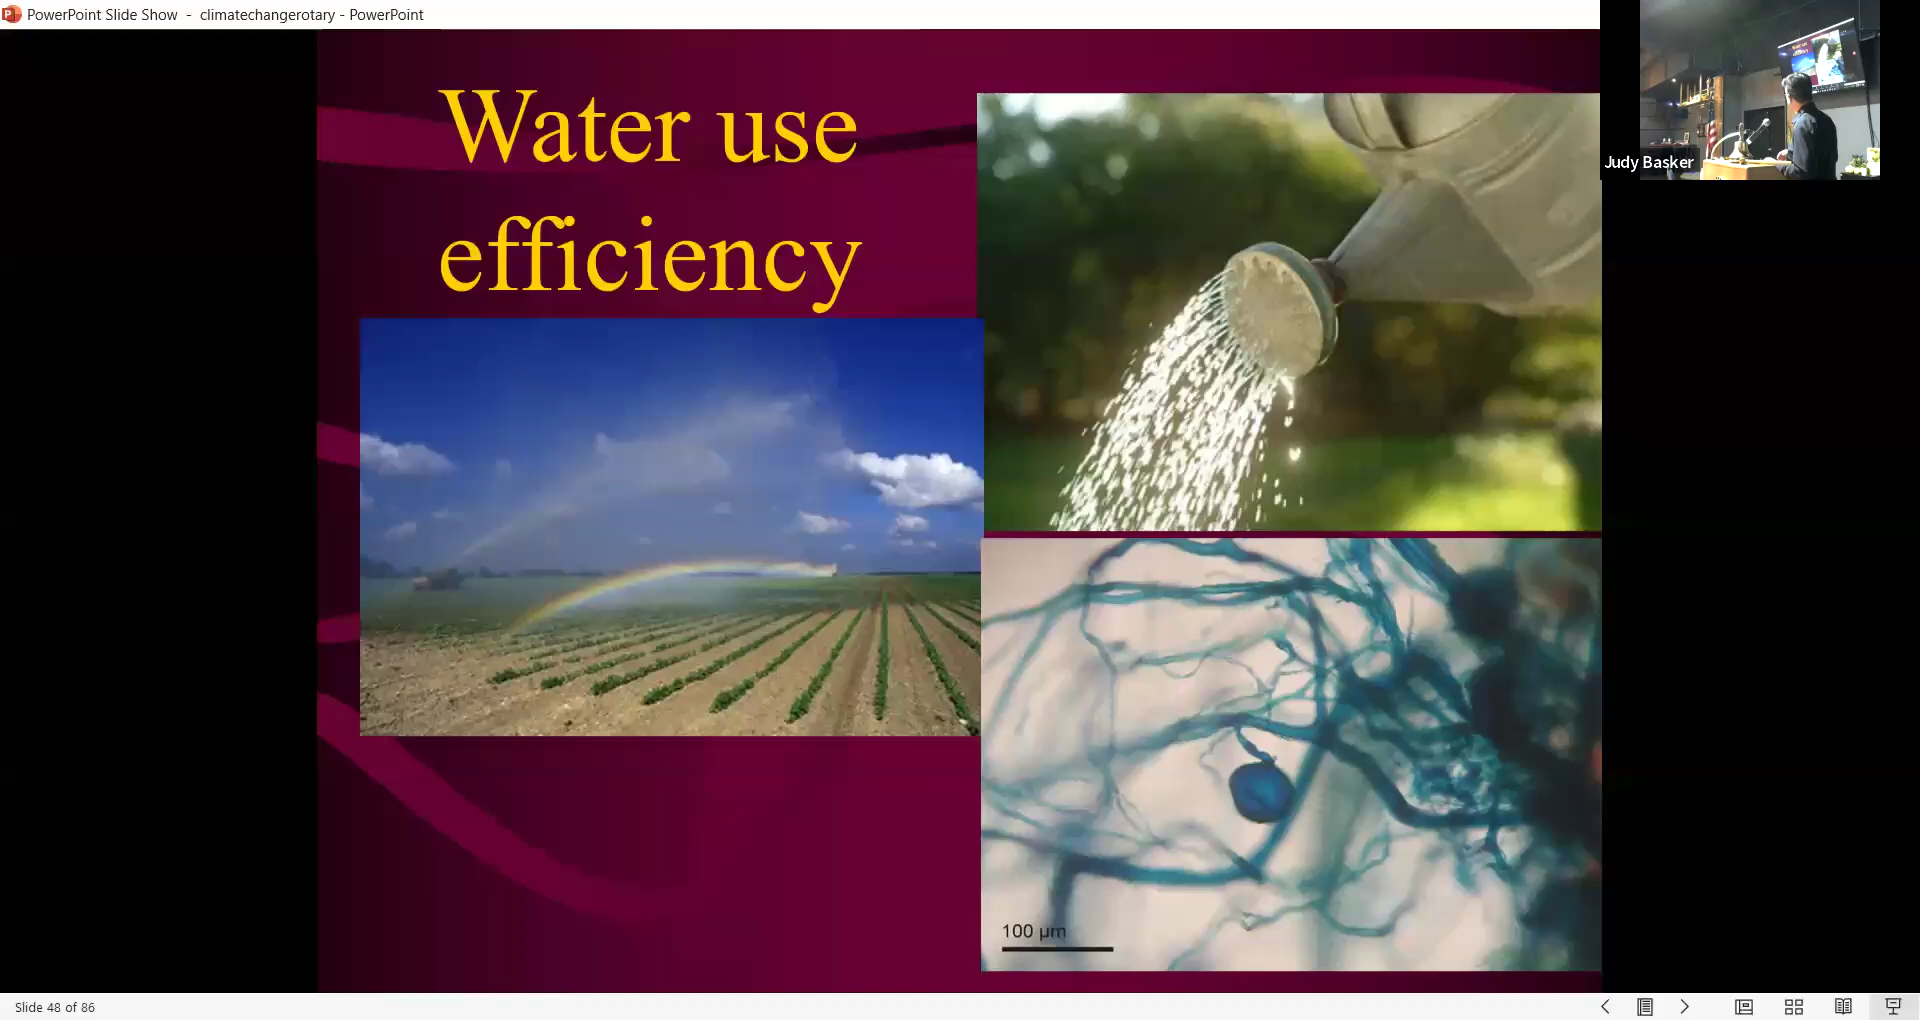 PowerPoint Slide Show - climatechangerotary - PowerPoint
Water use
efficiency
Judy Basker
100 µm
Slide 48 of 86